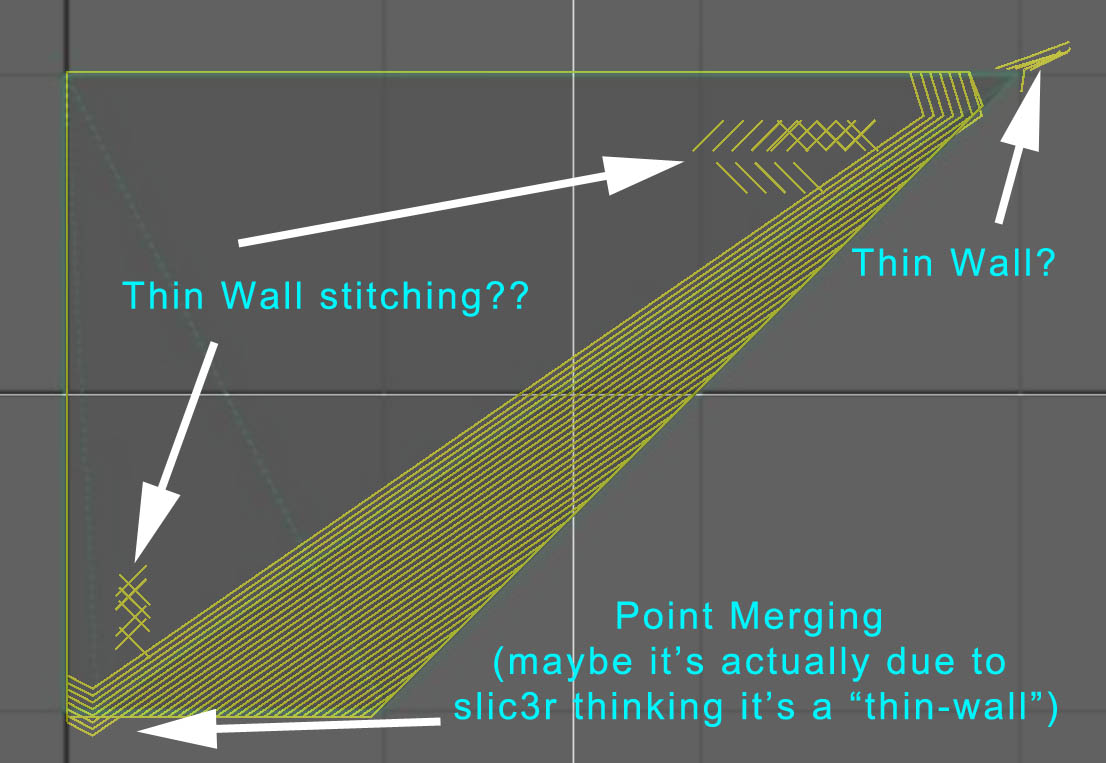 Thin Wall?
Thin Wall stitching??
Point Merging
(maybe it’s actually due to
slic3r thinking it’s a “thin-wall”)